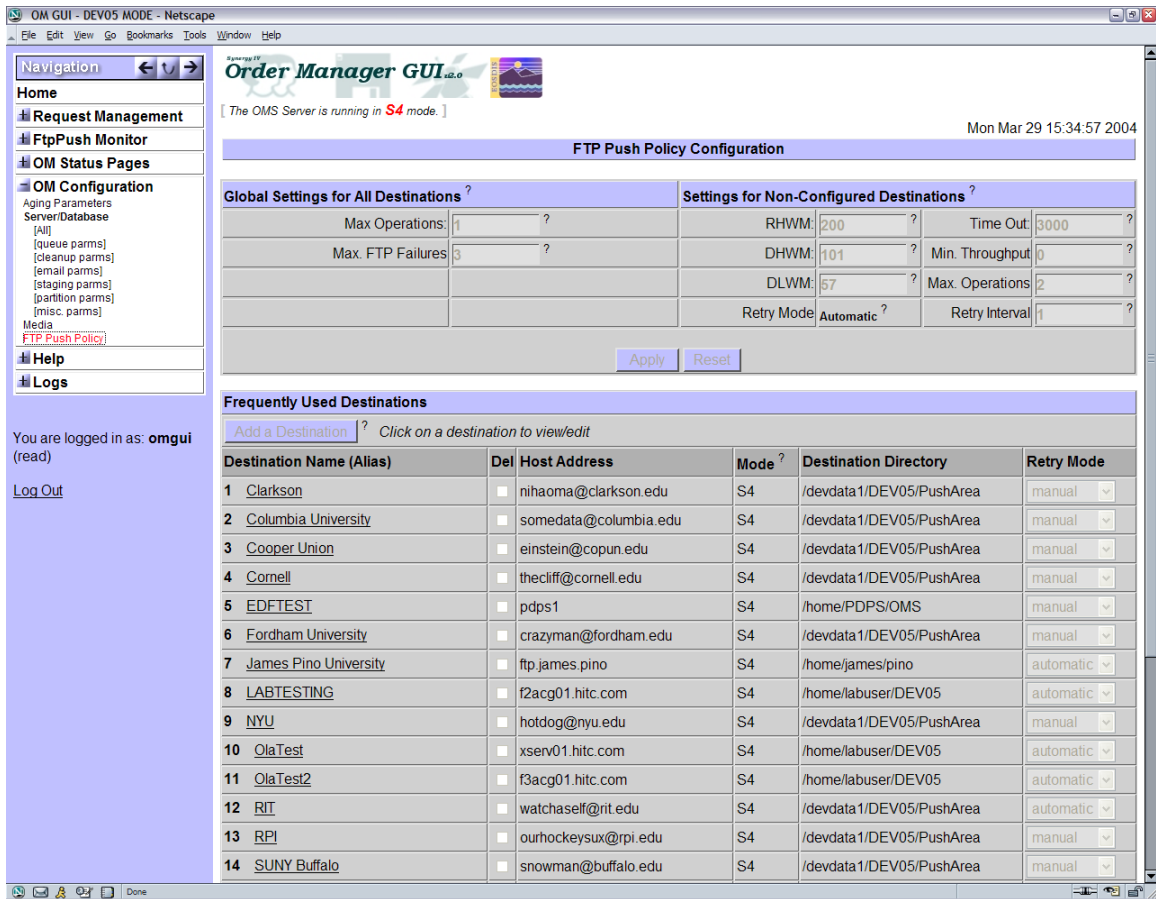 OM GUI - DEV05 MODE - Netscape
File Edit View Go Bookmarks Tools Window Help
Navigation
Home
Request Management
FtpPush Monitor
OM Status Pages
OM Configuration
Aging Parameters
Server/Database
[All]
[queue parms]
[cleanup parms]
[email parms]
[staging parms]
[partition parms]
[misc. parms]
Media
FTP Push Policy
Help
Logs
You are logged in as: omgui
(read)
Log Out
Synergy IV
Order Manager GUI.2.0
EOSDIS
[ The OMS Server is running in S4 mode. ]
Mon Mar 29 15:34:57 2004
FTP Push Policy Configuration
Global Settings for All Destinations ?
Max Operations: 1 ?
Max. FTP Failures 3 ?
Settings for Non-Configured Destinations ?
RHWM: 200 ? Time Out: 3000 ?
DHWM: 101 ? Min. Throughput 0 ?
DLWM: 57 ? Max. Operations 2 ?
Retry Mode Automatic ? Retry Interval 1 ?
Apply Reset
Frequently Used Destinations
Add a Destination ? Click on a destination to view/edit
Destination Name (Alias) Del Host Address Mode ? Destination Directory Retry Mode
1 Clarkson nihaoma@clarkson.edu S4 /devdata1/DEV05/PushArea manual
2 Columbia University somedata@columbia.edu S4 /devdata1/DEV05/PushArea manual
3 Cooper Union einstein@copun.edu S4 /devdata1/DEV05/PushArea manual
4 Cornell thecliff@cornell.edu S4 /devdata1/DEV05/PushArea manual
5 EDFTEST pdps1 S4 /home/PDPS/OMS manual
6 Fordham University crazyman@fordham.edu S4 /devdata1/DEV05/PushArea manual
7 James Pino University ftp.james.pino S4 /home/james/pino automatic
8 LABTESTING f2acg01.hitc.com S4 /home/labuser/DEV05 automatic
9 NYU hotdog@nyu.edu S4 /devdata1/DEV05/PushArea manual
10 OlaTest xserv01.hitc.com S4 /home/labuser/DEV05 automatic
11 OlaTest2 f3acg01.hitc.com S4 /home/labuser/DEV05 automatic
12 RIT watchaself@rit.edu S4 /devdata1/DEV05/PushArea automatic
13 RPI ourhockeysux@rpi.edu S4 /devdata1/DEV05/PushArea manual
14 SUNY Buffalo snowman@buffalo.edu S4 /devdata1/DEV05/PushArea manual
Done